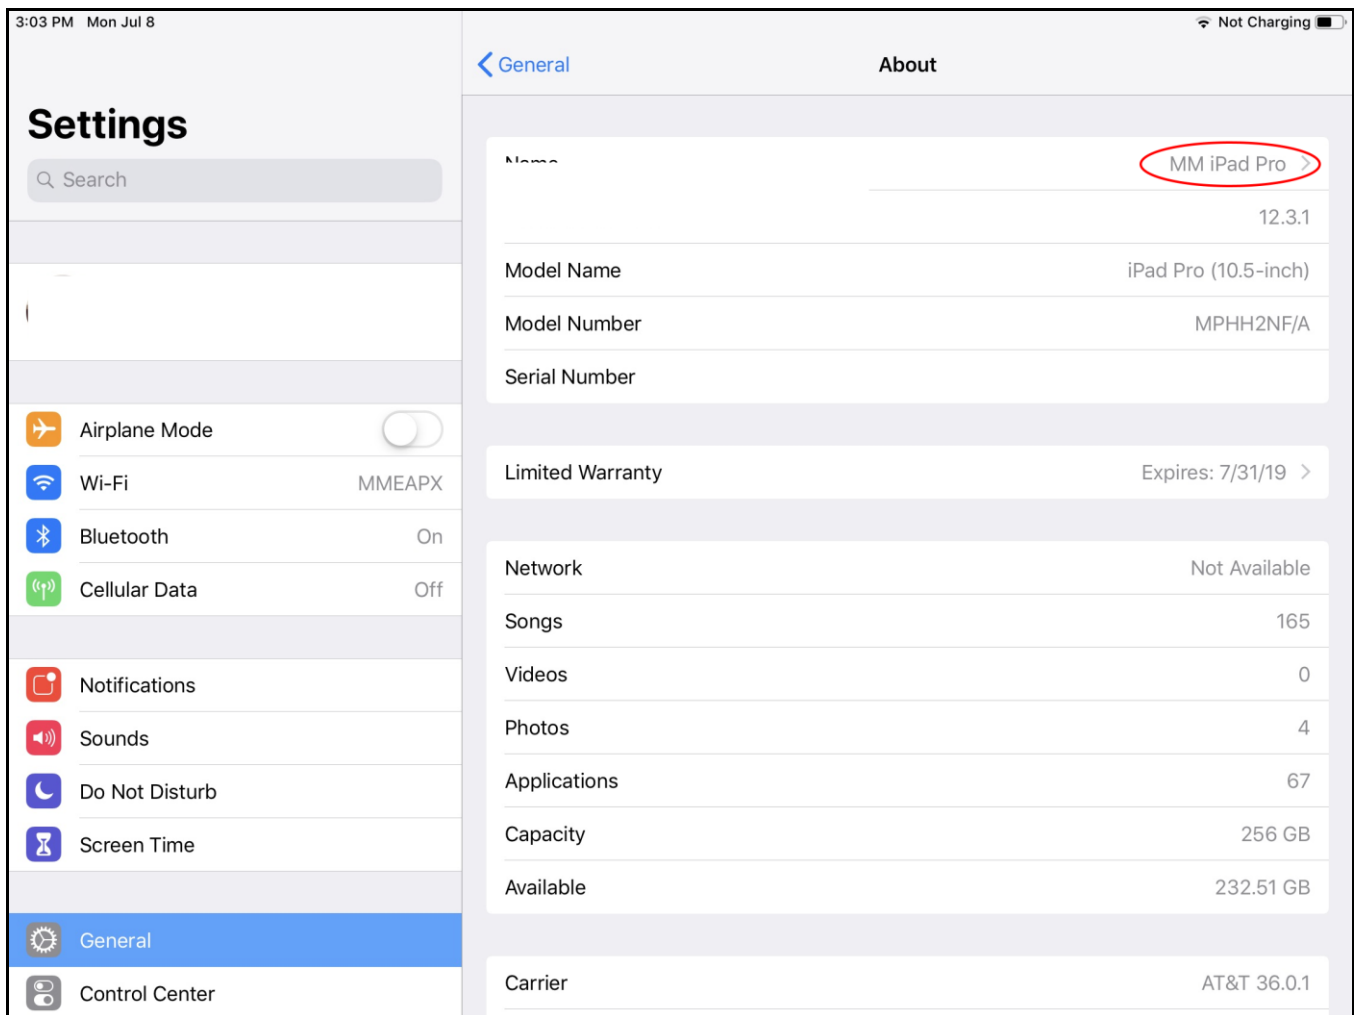 3:03 PM Mon Jul 8
Not Charging
Settings
Search
Airplane Mode
Wi-Fi MMEAPX
Bluetooth On
Cellular Data Off
Notifications
Sounds
Do Not Disturb
Screen Time
General
Control Center
General About
Name MM iPad Pro
12.3.1
Model Name iPad Pro (10.5-inch)
Model Number MPHH2NF/A
Serial Number
Limited Warranty Expires: 7/31/19
Network Not Available
Songs 165
Videos 0
Photos 4
Applications 67
Capacity 256 GB
Available 232.51 GB
Carrier AT&T 36.0.1